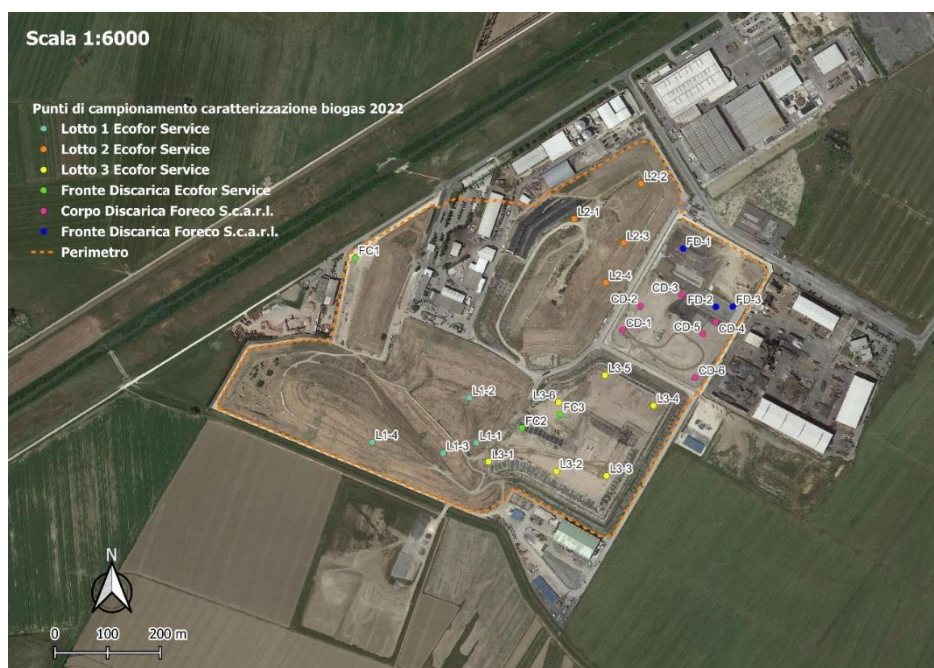 Scala 1:6000
Punti di campionamento caratterizzazione biogas 2022
Lotto 1 Ecofor Service
Lotto 2 Ecofor Service
Lotto 3 Ecofor Service
Fronte Discarica Ecofor Service
Corpo Discarica Foreco S.c.a.r.l.
Fronte Discarica Foreco S.c.a.r.l.
Perimetro
L2-2
L2-1
L2-3
FD-1
FC1
L2-4
CD-3
CD-2
FD-2
FD-3
CD-1
CD-4
CD-5
L3-5
CD-6
L1-2
L3-6
L3-4
FC3
FC2
L1-4
L1-1
L1-3
L3-1
L3-2
L3-3
N
0 100 200 m